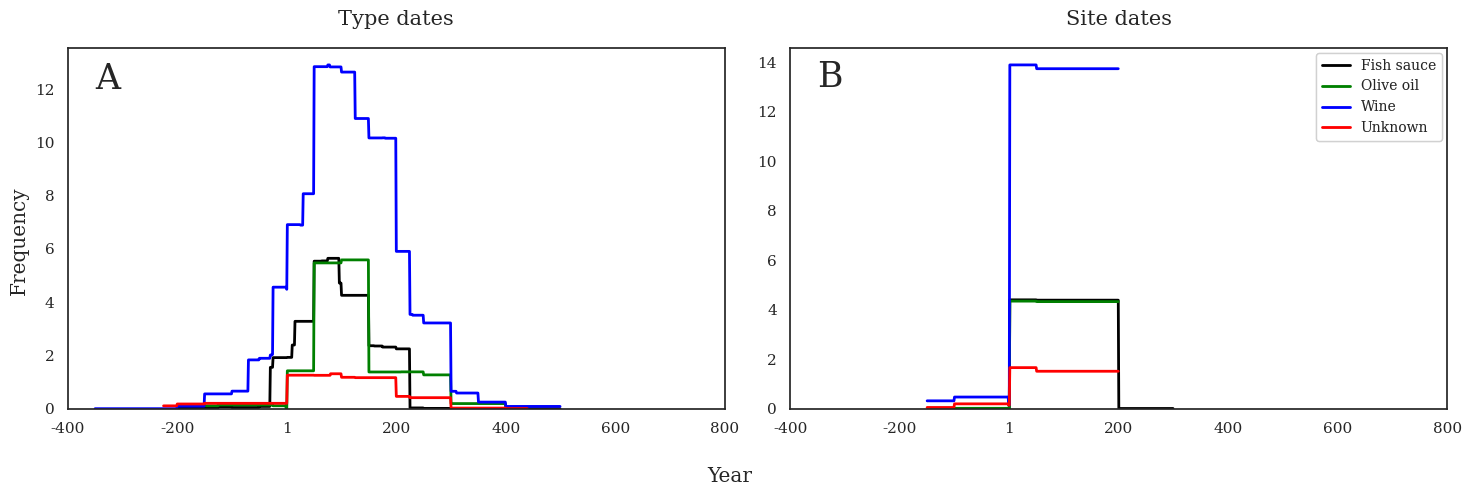 Type dates
Site dates
A
B
Fish sauce
Olive oil
Wine
Unknown
Frequency
12
10
8
6
4
2
0
14
12
10
8
6
4
2
0
-400 -200 1 200 400 600 800
-400 -200 1 200 400 600 800
Year